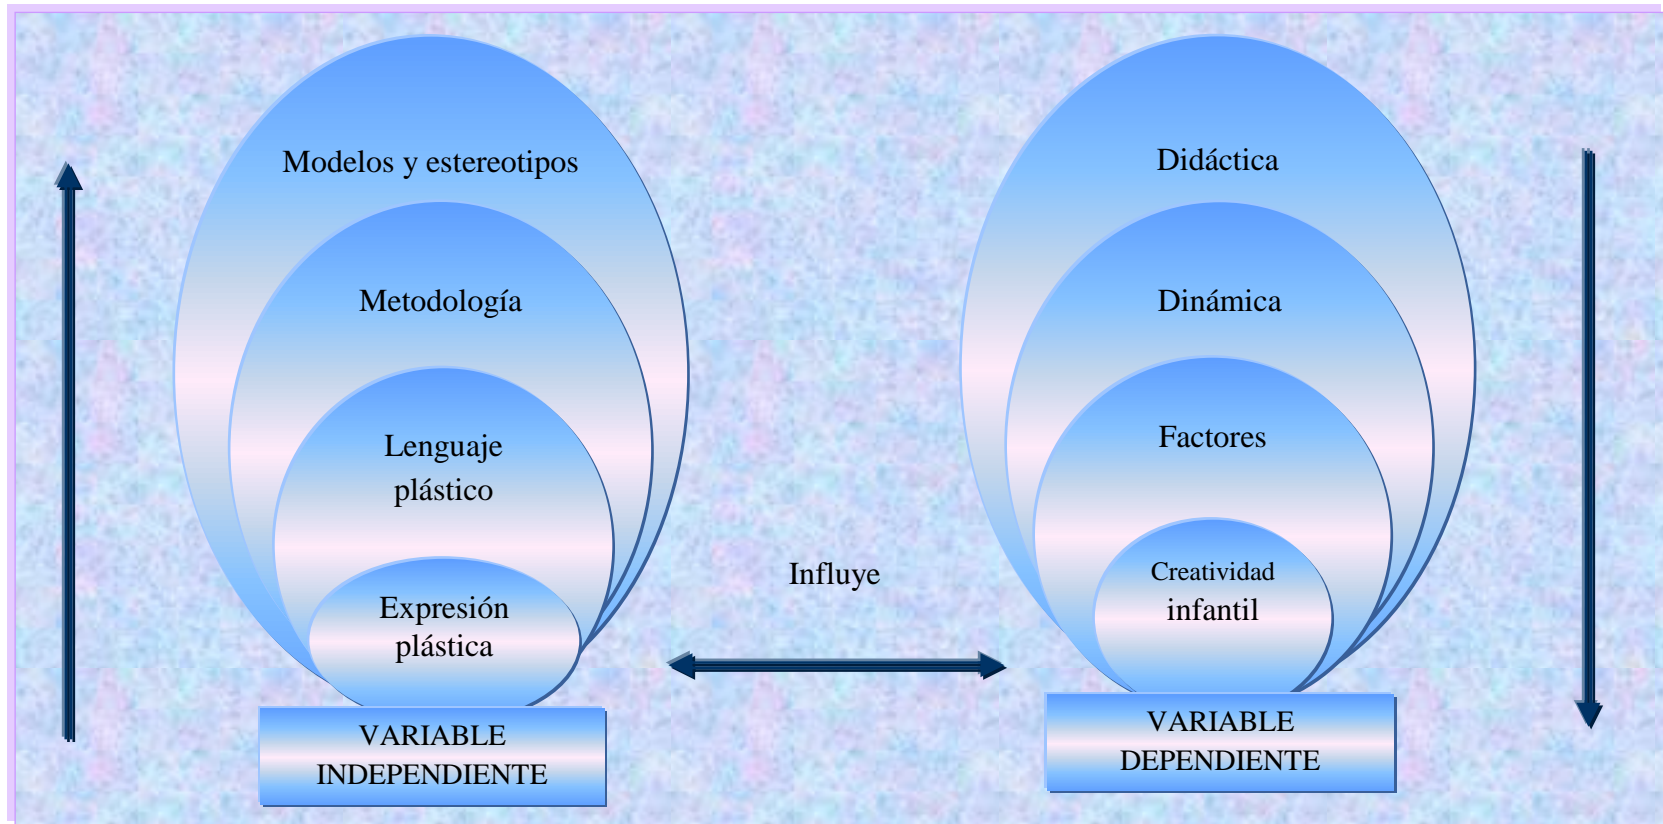 Modelos y estereotipos
Metodología
Lenguaje
plástico
Expresión
plástica
VARIABLE
INDEPENDIENTE
Influye
Didáctica
Dinámica
Factores
Creatividad
infantil
VARIABLE
DEPENDIENTE